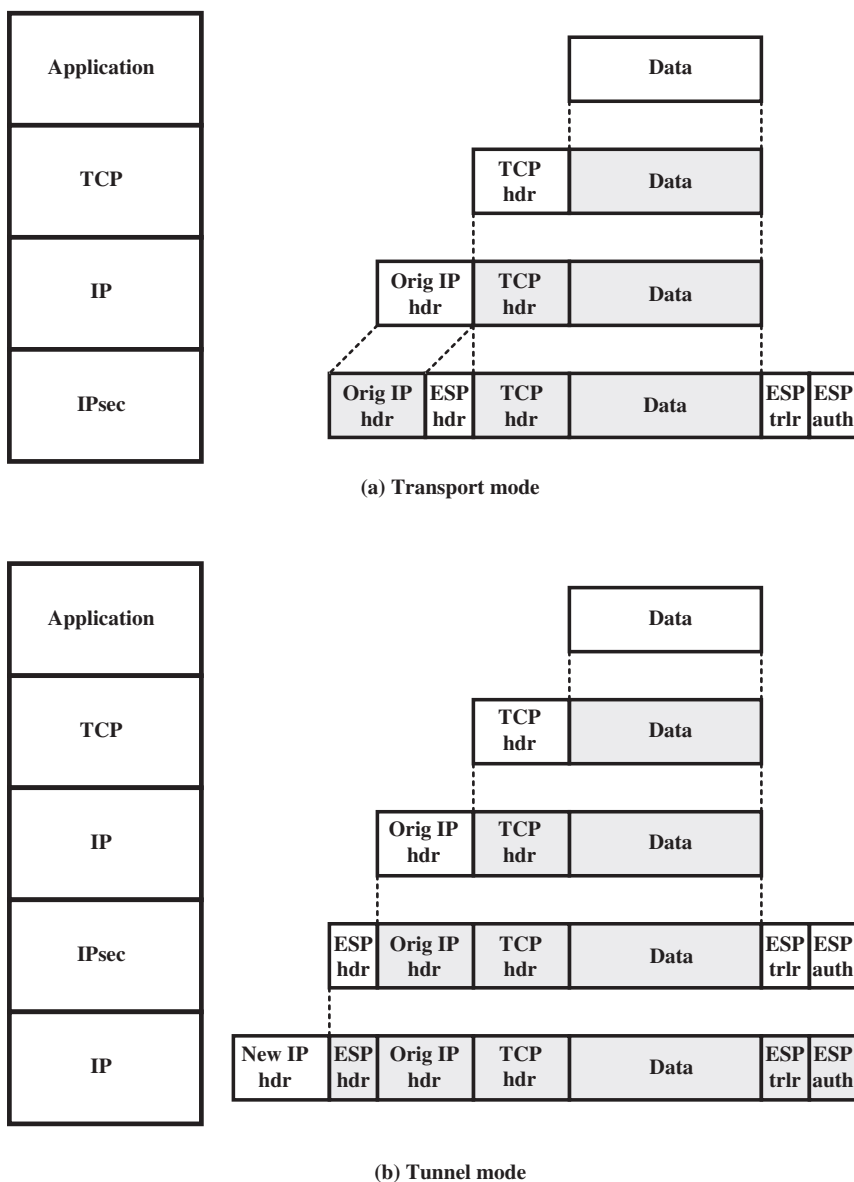 Application
Data
TCP
TCP
hdr
Data
IP
Orig IP
hdr
TCP
hdr
Data
IPsec
Orig IP
hdr
ESP
hdr
TCP
hdr
Data
ESP
trlr
ESP
auth
(a) Transport mode
Application
Data
TCP
TCP
hdr
Data
IP
Orig IP
hdr
TCP
hdr
Data
IPsec
ESP
hdr
Orig IP
hdr
TCP
hdr
Data
ESP
trlr
ESP
auth
IP
New IP
hdr
ESP
hdr
Orig IP
hdr
TCP
hdr
Data
ESP
trlr
ESP
auth
(b) Tunnel mode